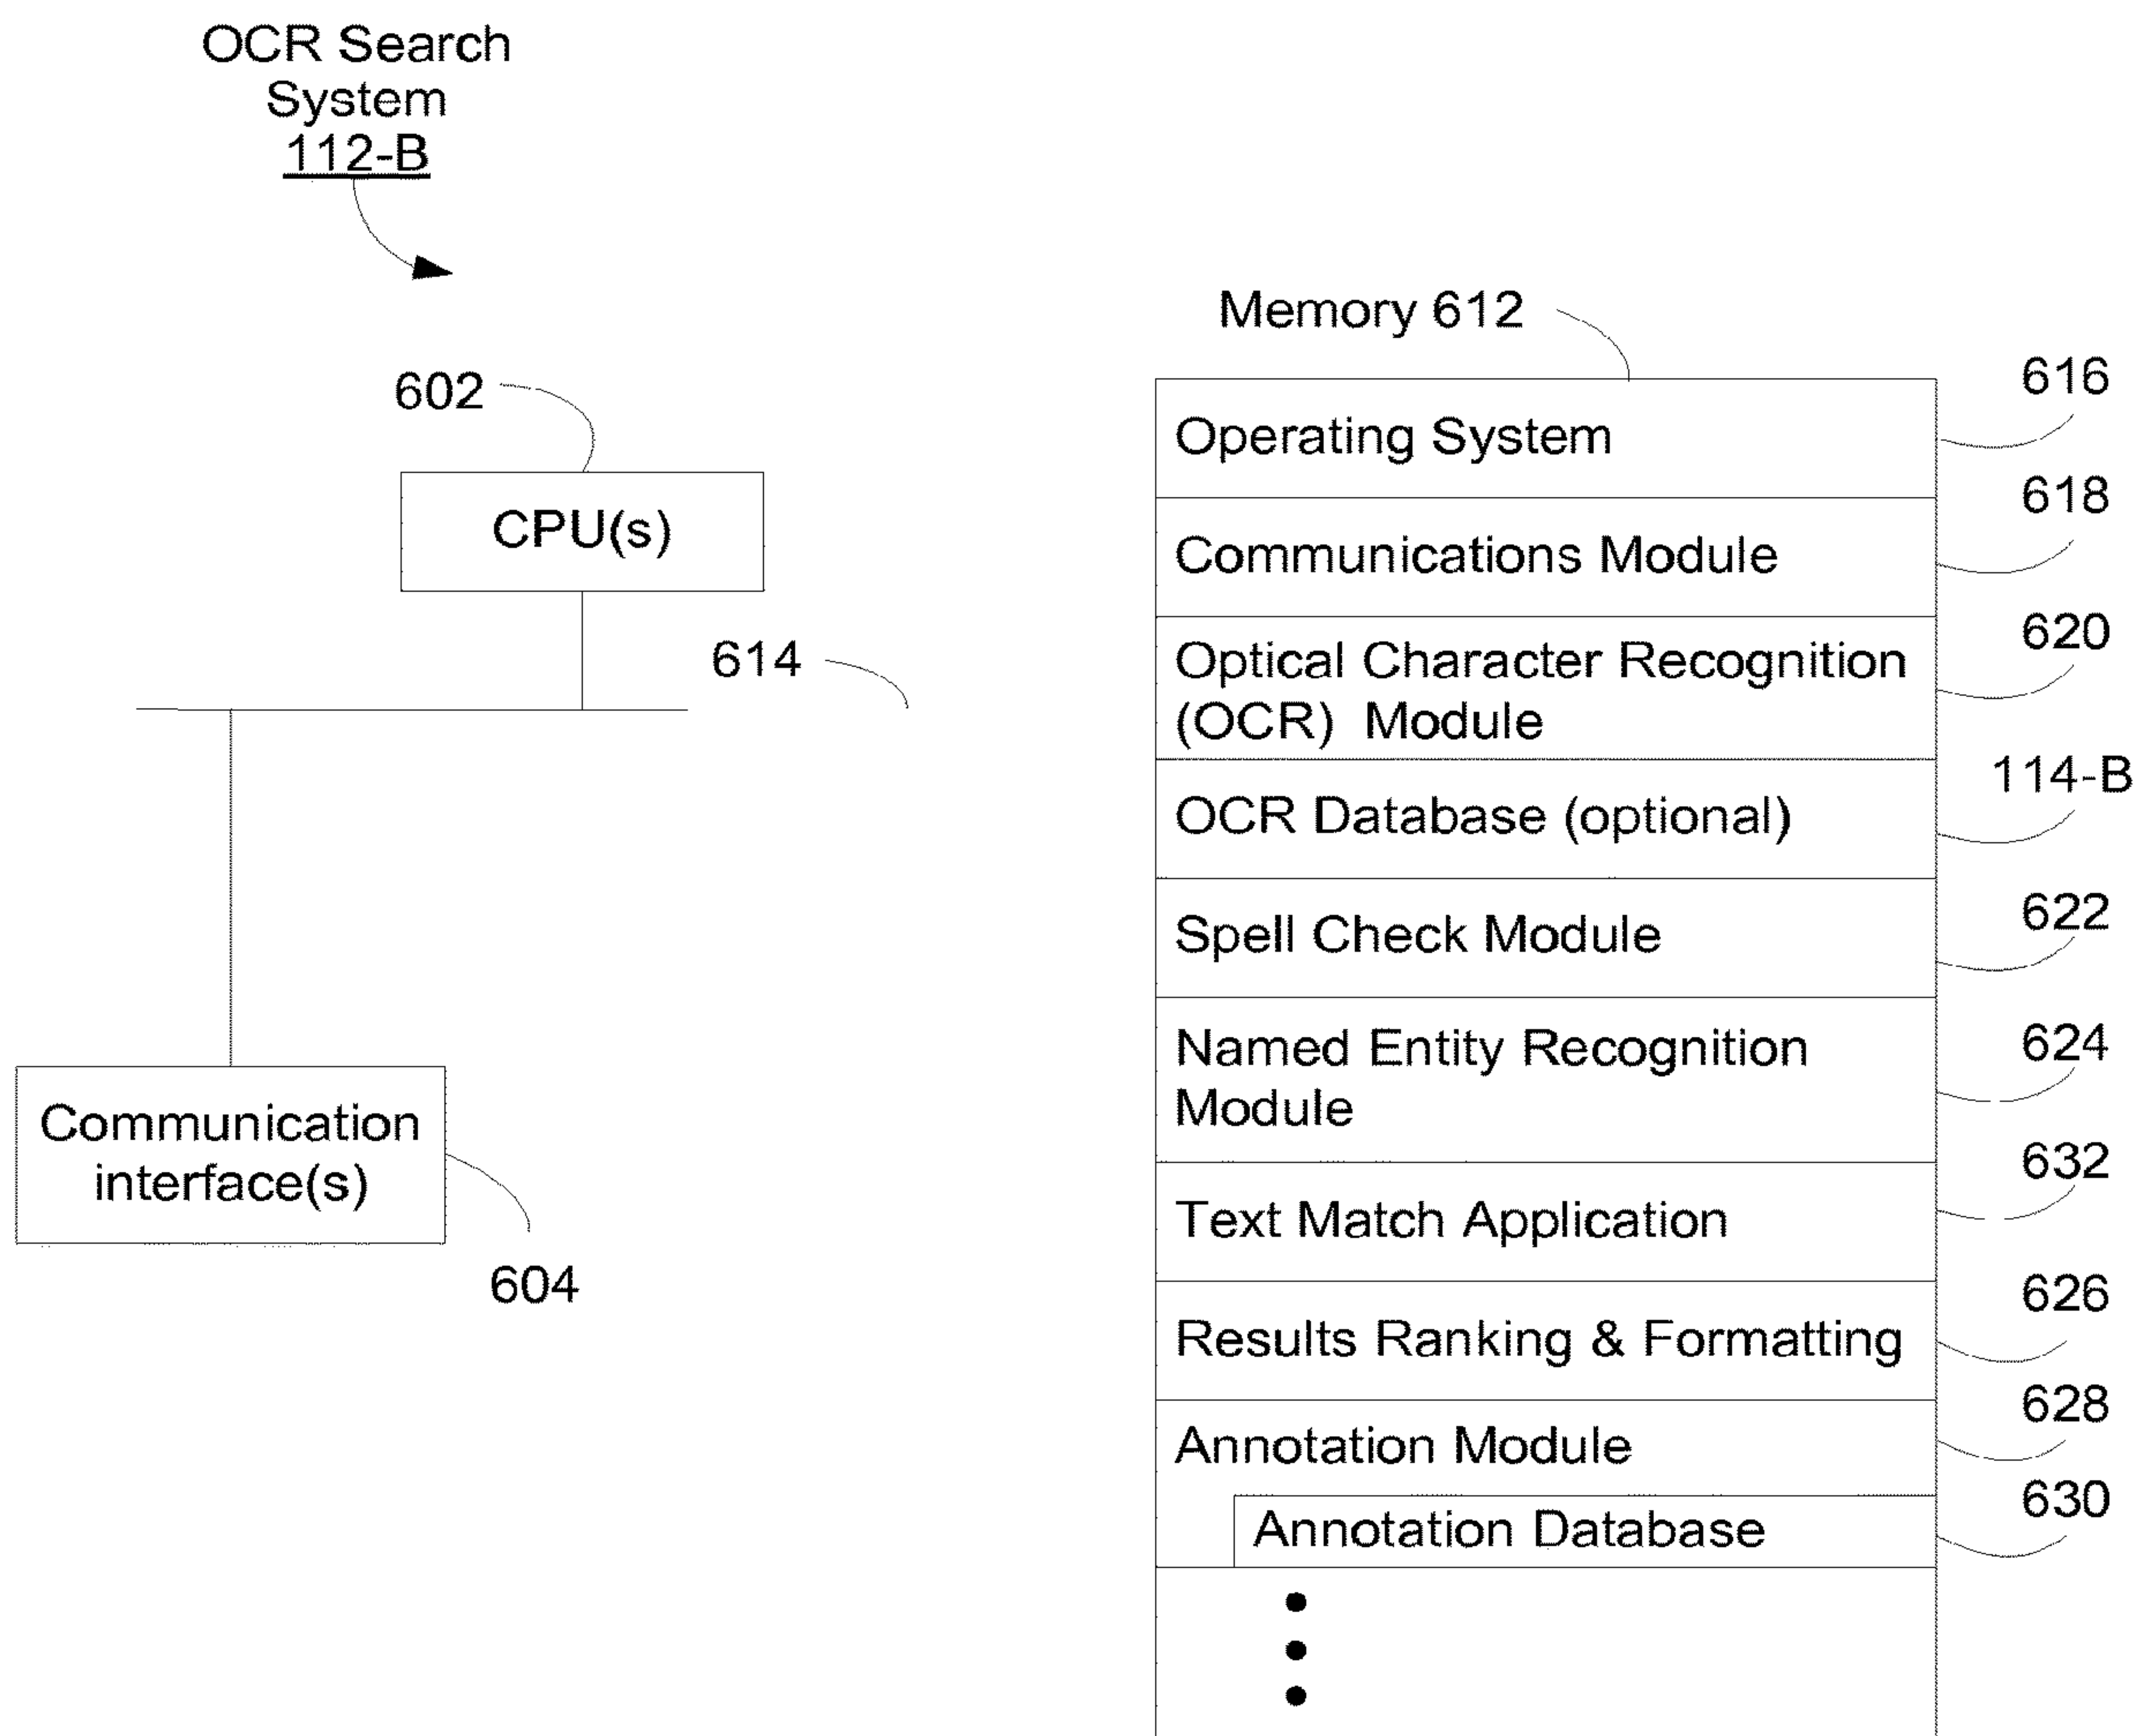 OCR Search
System
112-B
Memory 612
602
CPU(s)
614
Communication
interface(s)
604
Operating System
616
Communications Module
618
Optical Character Recognition
(OCR) Module
620
OCR Database (optional)
114-B
Spell Check Module
622
Named Entity Recognition
Module
624
Text Match Application
632
Results Ranking & Formatting
626
Annotation Module
628
Annotation Database
630